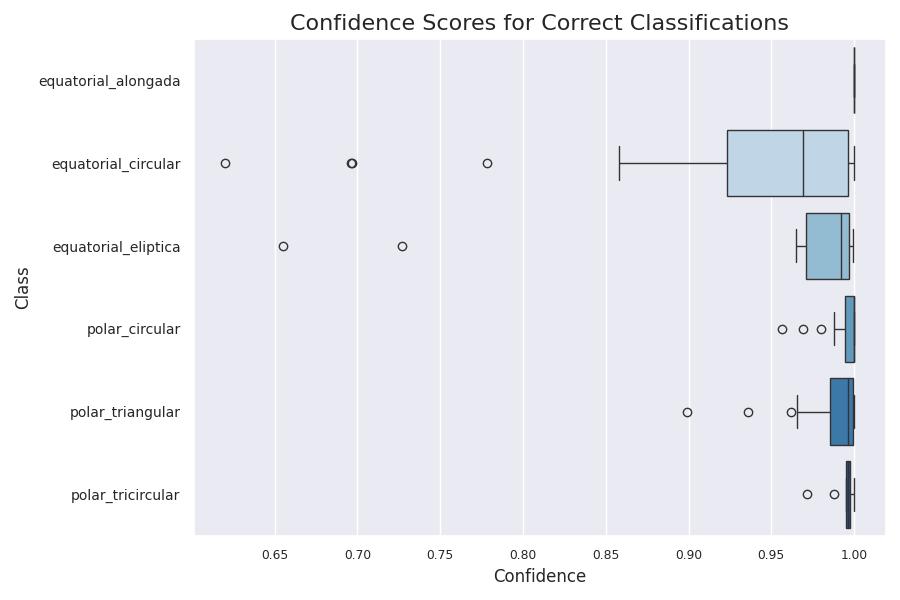 Confidence Scores for Correct Classifications
equatorial_alongada
equatorial_circular
equatorial_eliptica
polar_circular
polar_triangular
polar_tricircular
Class
0.65 0.70 0.75 0.80 0.85 0.90 0.95 1.00
Confidence